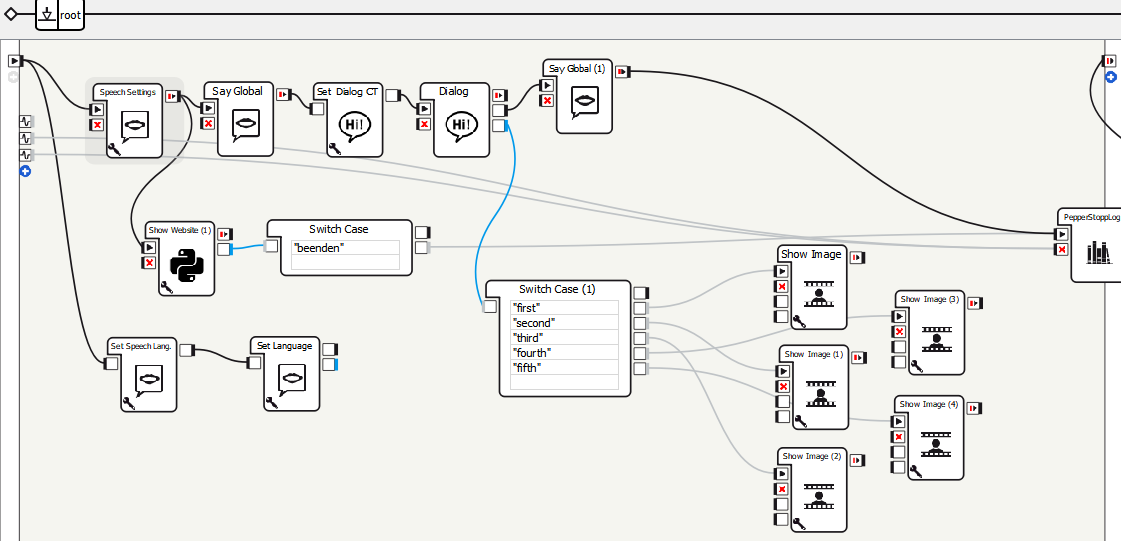 root
Speech Settings
Say Global
Set Dialog CT
Hi!
Dialog
Hi!
Say Global (1)
PepperStoppLog
Show Website (1)
Switch Case
"beenden"
Show Image
Switch Case (1)
"first"
"second"
"third"
"fourth"
"fifth"
Show Image (3)
Set Speech Lang.
Set Language
Show Image (1)
Show Image (4)
Show Image (2)